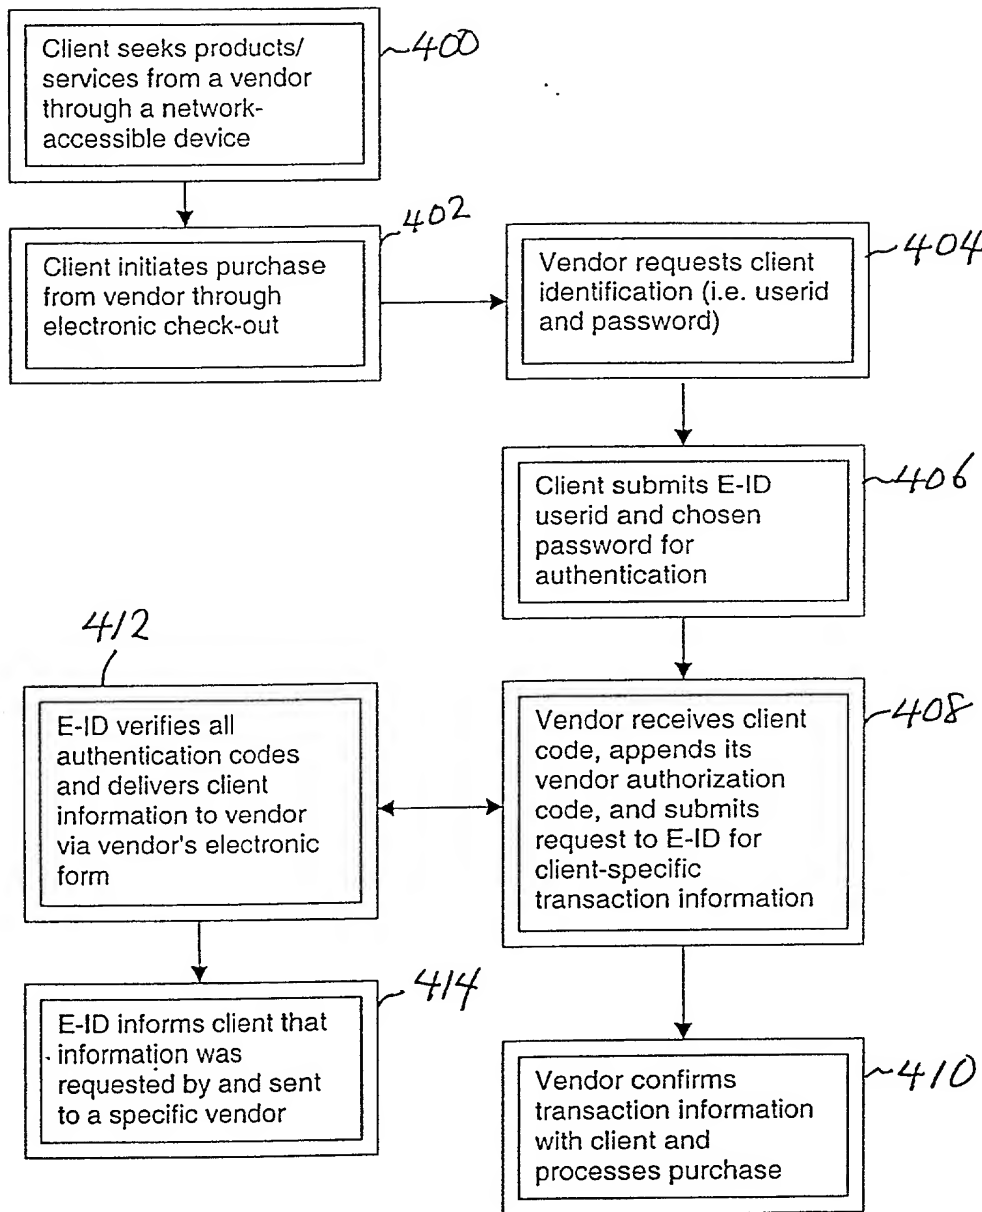 Client seeks products/
services from a vendor
through a network-
accessible device
400
Client initiates purchase
from vendor through
electronic check-out
402
Vendor requests client
identification (i.e. userid
and password)
404
Client submits E-ID
userid and chosen
password for
authentication
406
412
E-ID verifies all
authentication codes
and delivers client
information to vendor
via vendor's electronic
form
Vendor receives client
code, appends its
vendor authorization
code, and submits
request to E-ID for
client-specific
transaction information
408
E-ID informs client that
information was
requested by and sent
to a specific vendor
414
Vendor confirms
transaction information
with client and
processes purchase
410